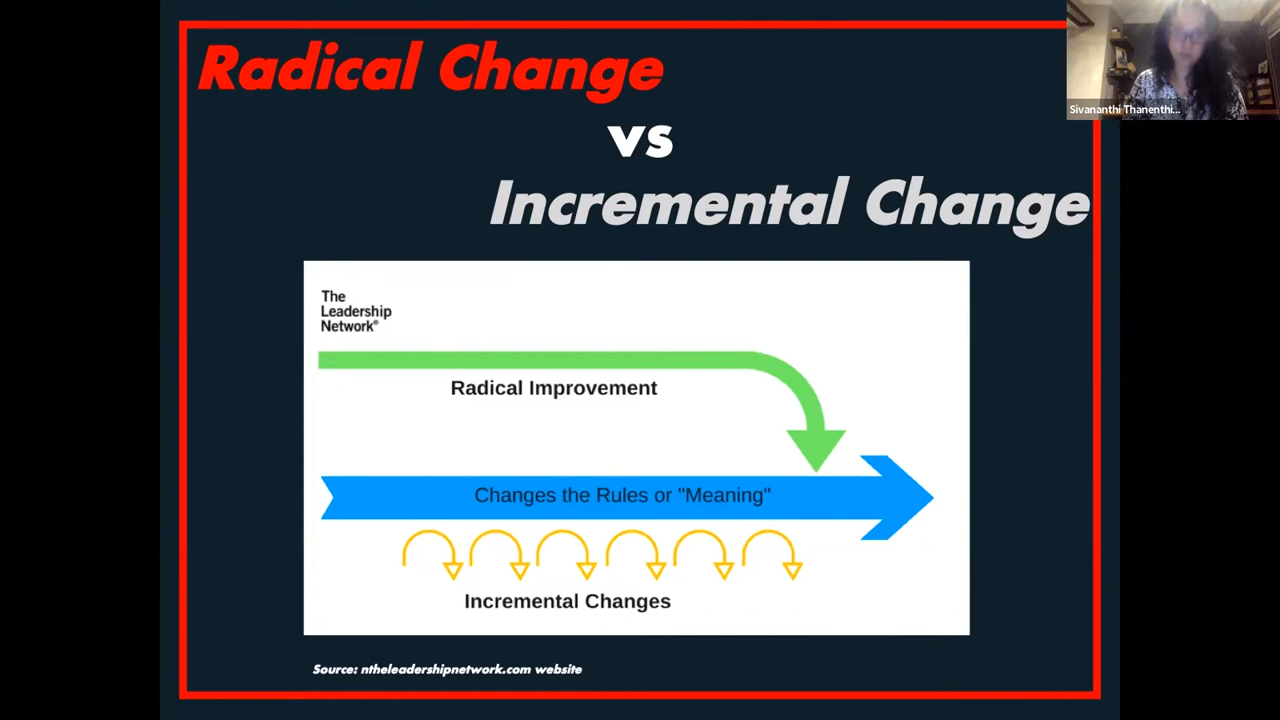 Radical Change
vs
Incremental Change
Sivananthi Thanenthi...
The
Leadership
Network®
Radical Improvement
Changes the Rules or "Meaning"
Incremental Changes
Source: ntheleadershipnetwork.com website